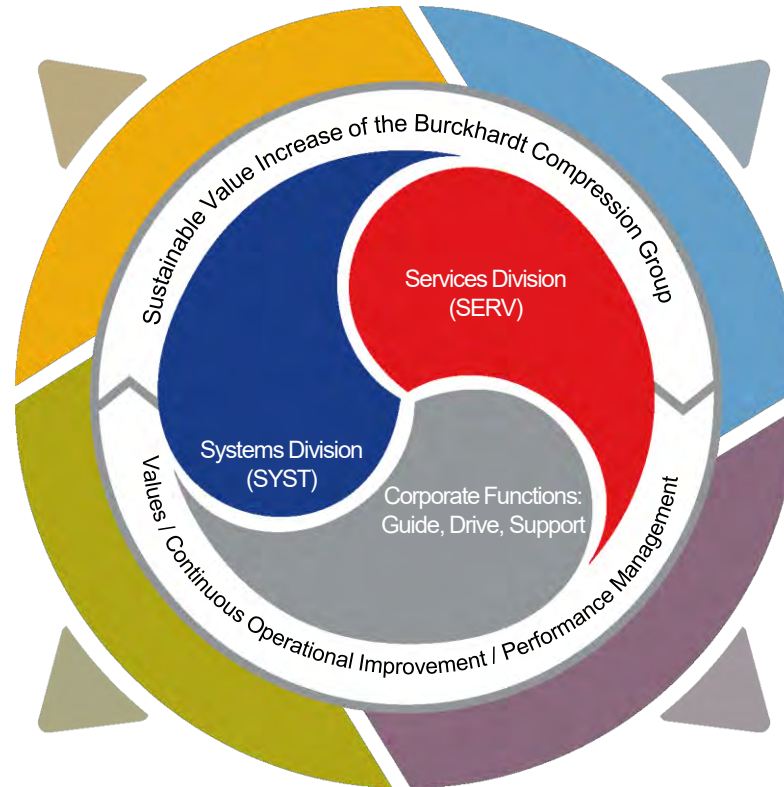 Sustainable Value Increase of the Burckhardt Compression Group
Services Division
(SERV)
Systems Division
(SYST)
Corporate Functions:
Guide, Drive, Support
Values / Continuous Operational Improvement / Performance Management